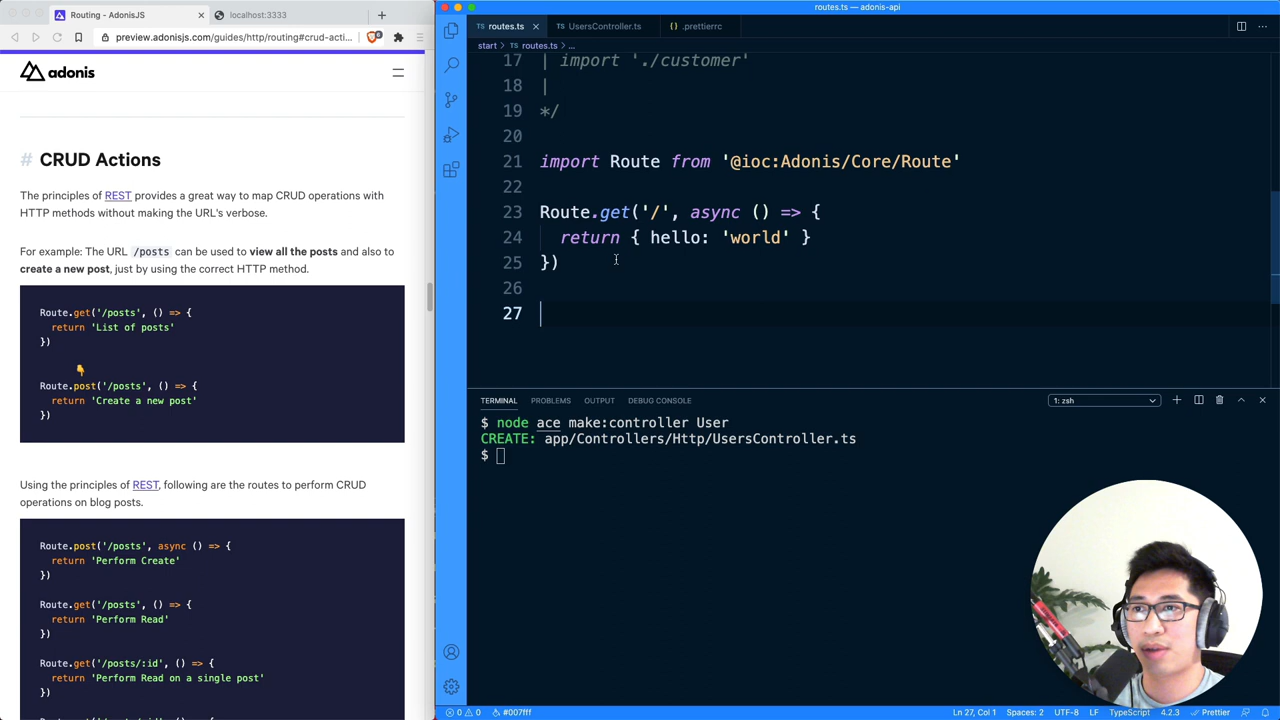 Routing - AdonisJS
localhost:3333
preview.adonisjs.com/guides/http/routing#crud-acti...
adonis
# CRUD Actions
The principles of REST provides a great way to map CRUD operations with
HTTP methods without making the URL's verbose.
For example: The URL /posts can be used to view all the posts and also to
create a new post, just by using the correct HTTP method.
Route.get('/posts', () => {
return 'List of posts'
})
Route.post('/posts', () => {
return 'Create a new post'
})
Using the principles of REST, following are the routes to perform CRUD
operations on blog posts.
Route.post('/posts', async () => {
return 'Perform Create'
})
Route.get('/posts', () => {
return 'Perform Read'
})
Route.get('/posts/:id', () => {
return 'Perform Read on a single post'
})
routes.ts — adonis-api
TS routes.ts
TS UsersController.ts
.prettierrc
start > TS routes.ts > ...
17 | import './customer'
18 |
19 */
20
21 import Route from '@ioc:Adonis/Core/Route'
22
23 Route.get('/', async () => {
24 return { hello: 'world' }
25 })
26
27
TERMINAL PROBLEMS OUTPUT DEBUG CONSOLE
1: zsh
$ node ace make:controller User
CREATE: app/Controllers/Http/UsersController.ts
$
0 0 #007fff
Ln 27, Col 1 Spaces: 2 UTF-8 LF TypeScript 4.2.3 Prettier